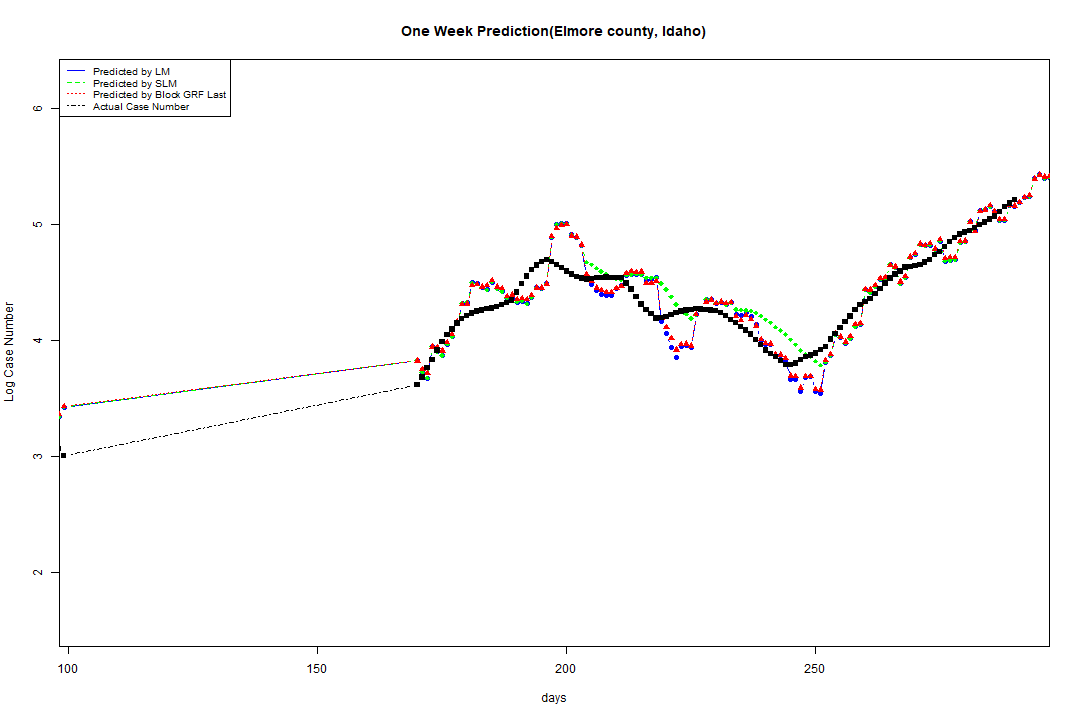 One Week Prediction(Elmore county, Idaho)
Predicted by LM
Predicted by SLM
Predicted by Block GRF Last
Actual Case Number
6
5
4
3
2
Log Case Number
100 150 200 250
days